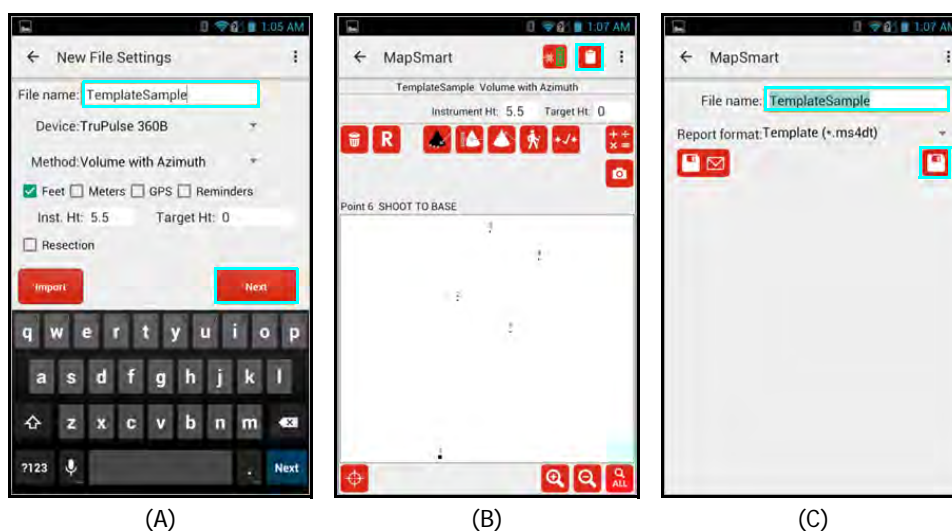 1:05 AM
New File Settings
File name: TemplateSample
Device: TruPulse 360B
Method: Volume with Azimuth
Feet Meters GPS Reminders
Inst. Ht: 5.5 Target Ht: 0
Resection
Import Next
q w e r t y u i o p
a s d f g h j k l
z x c v b n m
?123 . Next
(A)
1:07 AM
MapSmart
TemplateSample Volume with Azimuth
Instrument Ht: 5.5 Target Ht: 0
R
Point 6 SHOOT TO BASE
ALL
(B)
1:07 AM
MapSmart
File name: TemplateSample
Report format: Template (*.ms4dt)
(C)